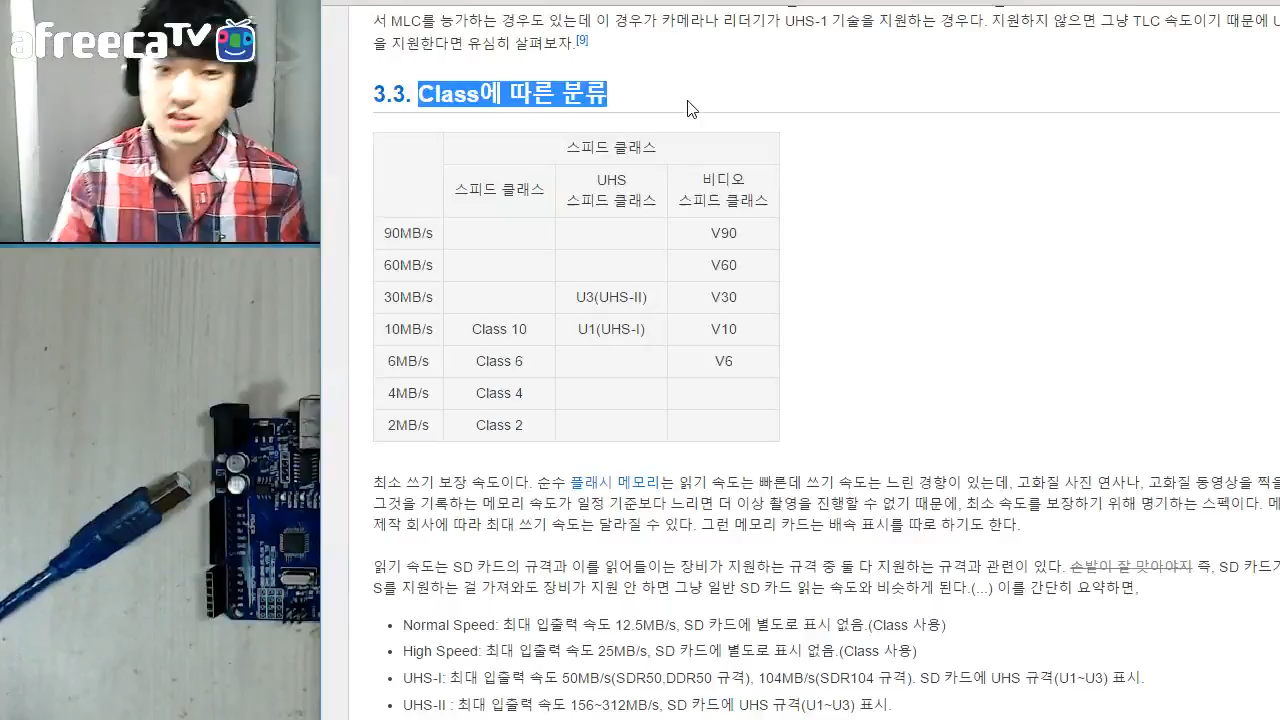 afreecaTV
서 MLC를 능가하는 경우도 있는데 이 경우가 카메라나 리더기가 UHS-1 기술을 지원하는 경우다. 지원하지 않으면 그냥 TLC 속도이기 때문에 U
을 지원한다면 유심히 살펴보자.[9]
3.3. Class에 따른 분류
스피드 클래스
스피드 클래스
UHS
스피드 클래스
비디오
스피드 클래스
90MB/s V90
60MB/s V60
30MB/s U3(UHS-II) V30
10MB/s Class 10 U1(UHS-I) V10
6MB/s Class 6 V6
4MB/s Class 4
2MB/s Class 2
최소 쓰기 보장 속도이다. 순수 플래시 메모리는 읽기 속도는 빠른데 쓰기 속도는 느린 경향이 있는데, 고화질 사진 연사나, 고화질 동영상을 찍을
그것을 기록하는 메모리 속도가 일정 기준보다 느리면 더 이상 촬영을 진행할 수 없기 때문에, 최소 속도를 보장하기 위해 명기하는 스펙이다. 메
제작 회사에 따라 최대 쓰기 속도는 달라질 수 있다. 그런 메모리 카드는 배속 표시를 따로 하기도 한다.
읽기 속도는 SD 카드의 규격과 이를 읽어들이는 장비가 지원하는 규격 중 둘 다 지원하는 규격과 관련이 있다. 손발이 잘 맞아야지 즉, SD 카드가
S를 지원하는 걸 가져와도 장비가 지원 안 하면 그냥 일반 SD 카드 읽는 속도와 비슷하게 된다.(...) 이를 간단히 요약하면,
• Normal Speed: 최대 입출력 속도 12.5MB/s, SD 카드에 별도로 표시 없음.(Class 사용)
• High Speed: 최대 입출력 속도 25MB/s, SD 카드에 별도로 표시 없음.(Class 사용)
• UHS-I: 최대 입출력 속도 50MB/s(SDR50,DDR50 규격), 104MB/s(SDR104 규격). SD 카드에 UHS 규격(U1~U3) 표시.
• UHS-II : 최대 입출력 속도 156~312MB/s, SD 카드에 UHS 규격(U1~U3) 표시.